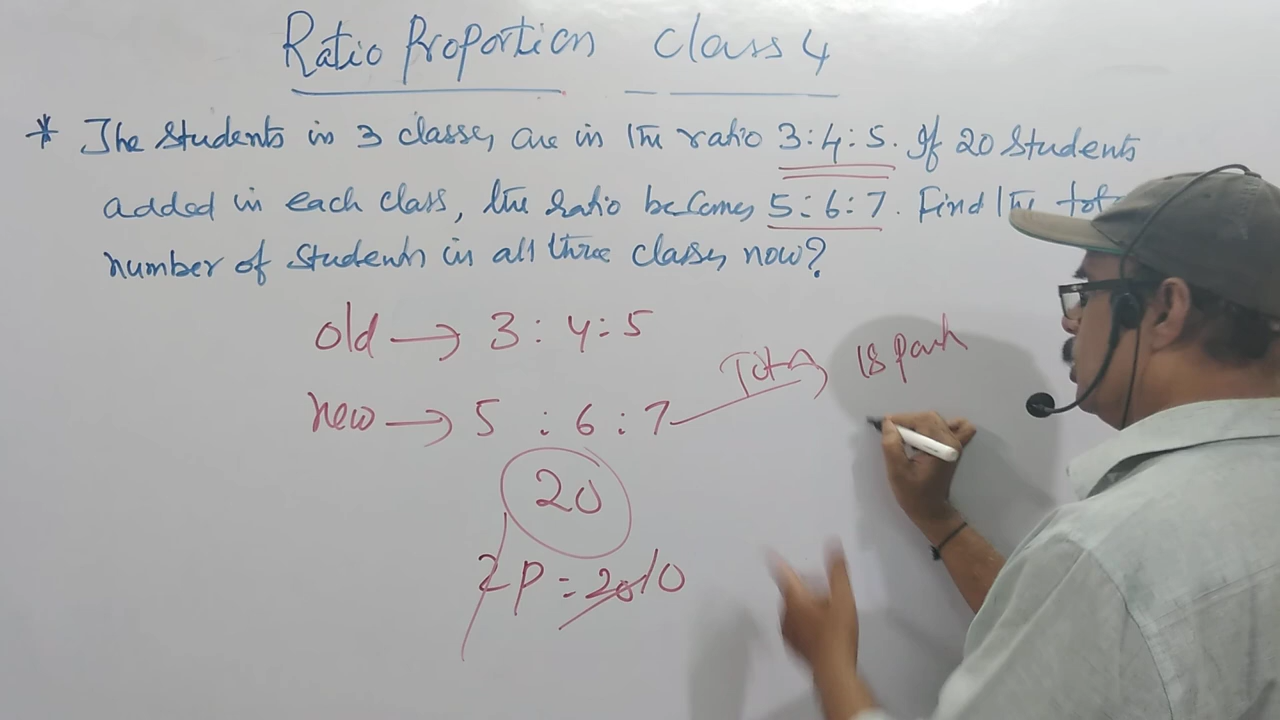 Ratio Proportion Class 4
* The Students in 3 classes are in the ratio 3:4:5. If 20 Students
added in each class, the ratio becomes 5:6:7. Find the tot
number of Students in all three classes now?
old → 3 : 4 : 5
new → 5 : 6 : 7 Total 18 parts
20
2P = 20 10